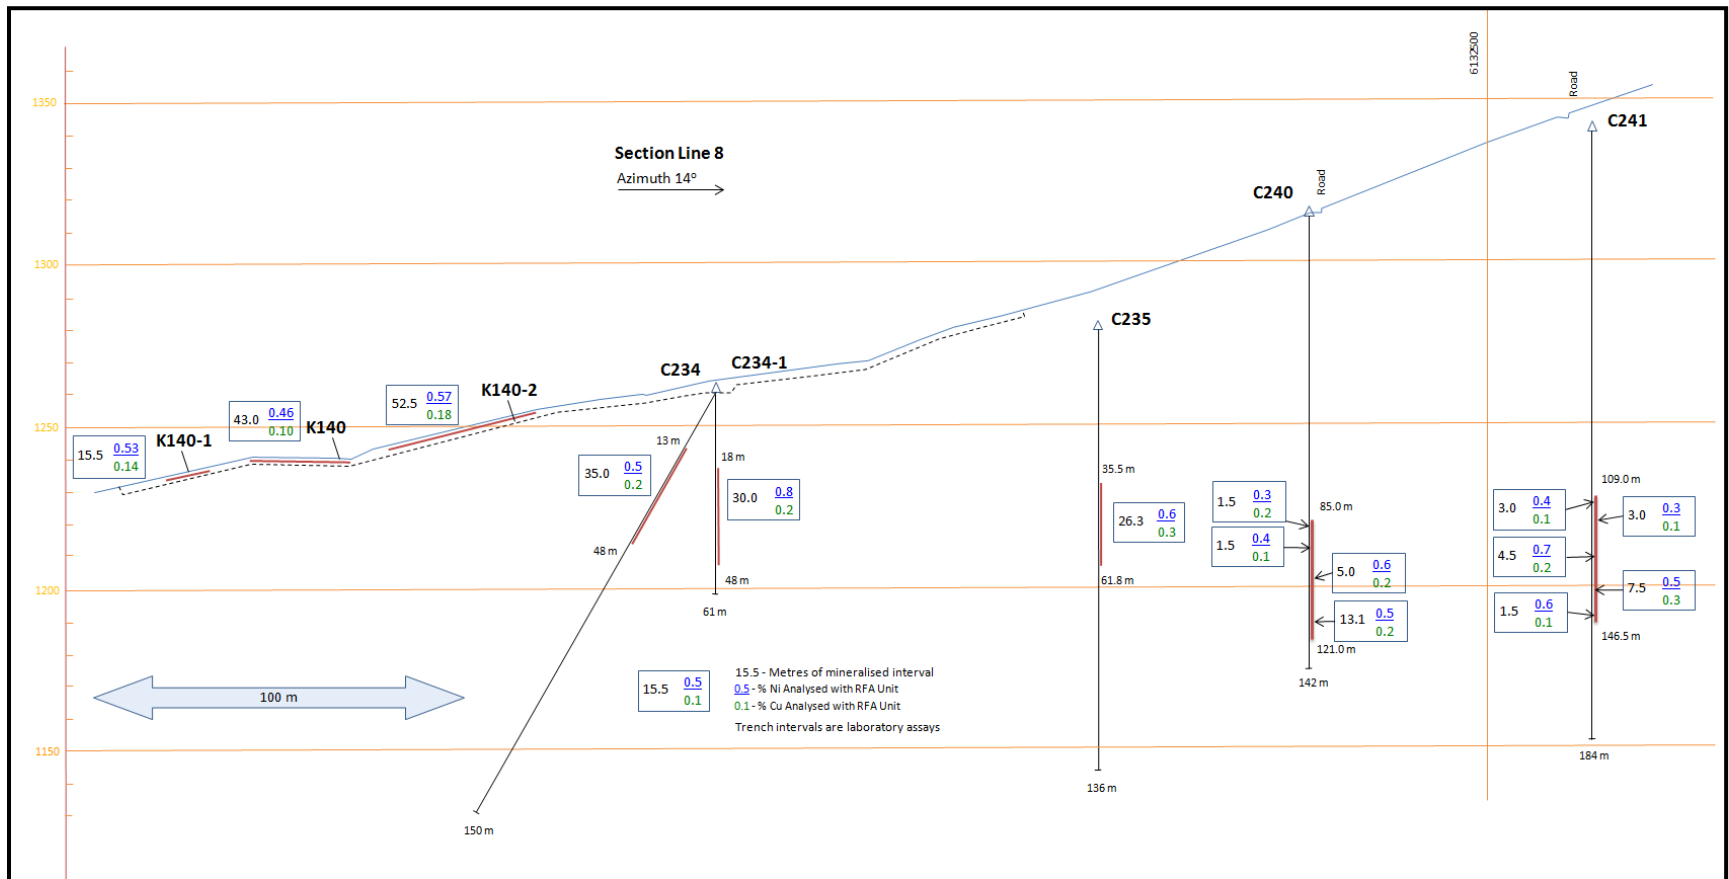 6132500
Road
1350
C241
Section Line 8
Azimuth 14°
Road
C240
1300
C235
C234
C234-1
K140-2
52.5 0.57
0.18
43.0 0.46
0.10
K140
1250
K140-1
15.5 0.53
0.14
13 m
18 m
35.0 0.5
0.2
30.0 0.8
0.2
48 m
48 m
61 m
35.5 m
26.3 0.6
0.3
61.8 m
1.5 0.3
0.2
85.0 m
1.5 0.4
0.1
5.0 0.6
0.2
13.1 0.5
0.2
121.0 m
142 m
109.0 m
3.0 0.4
0.1
3.0 0.3
0.1
4.5 0.7
0.2
7.5 0.5
0.3
1.5 0.6
0.1
146.5 m
184 m
1200
100 m
15.5 0.5
0.1
15.5 - Metres of mineralised interval
0.5 - % Ni Analysed with RFA Unit
0.1 - % Cu Analysed with RFA Unit
Trench intervals are laboratory assays
1150
136 m
150 m